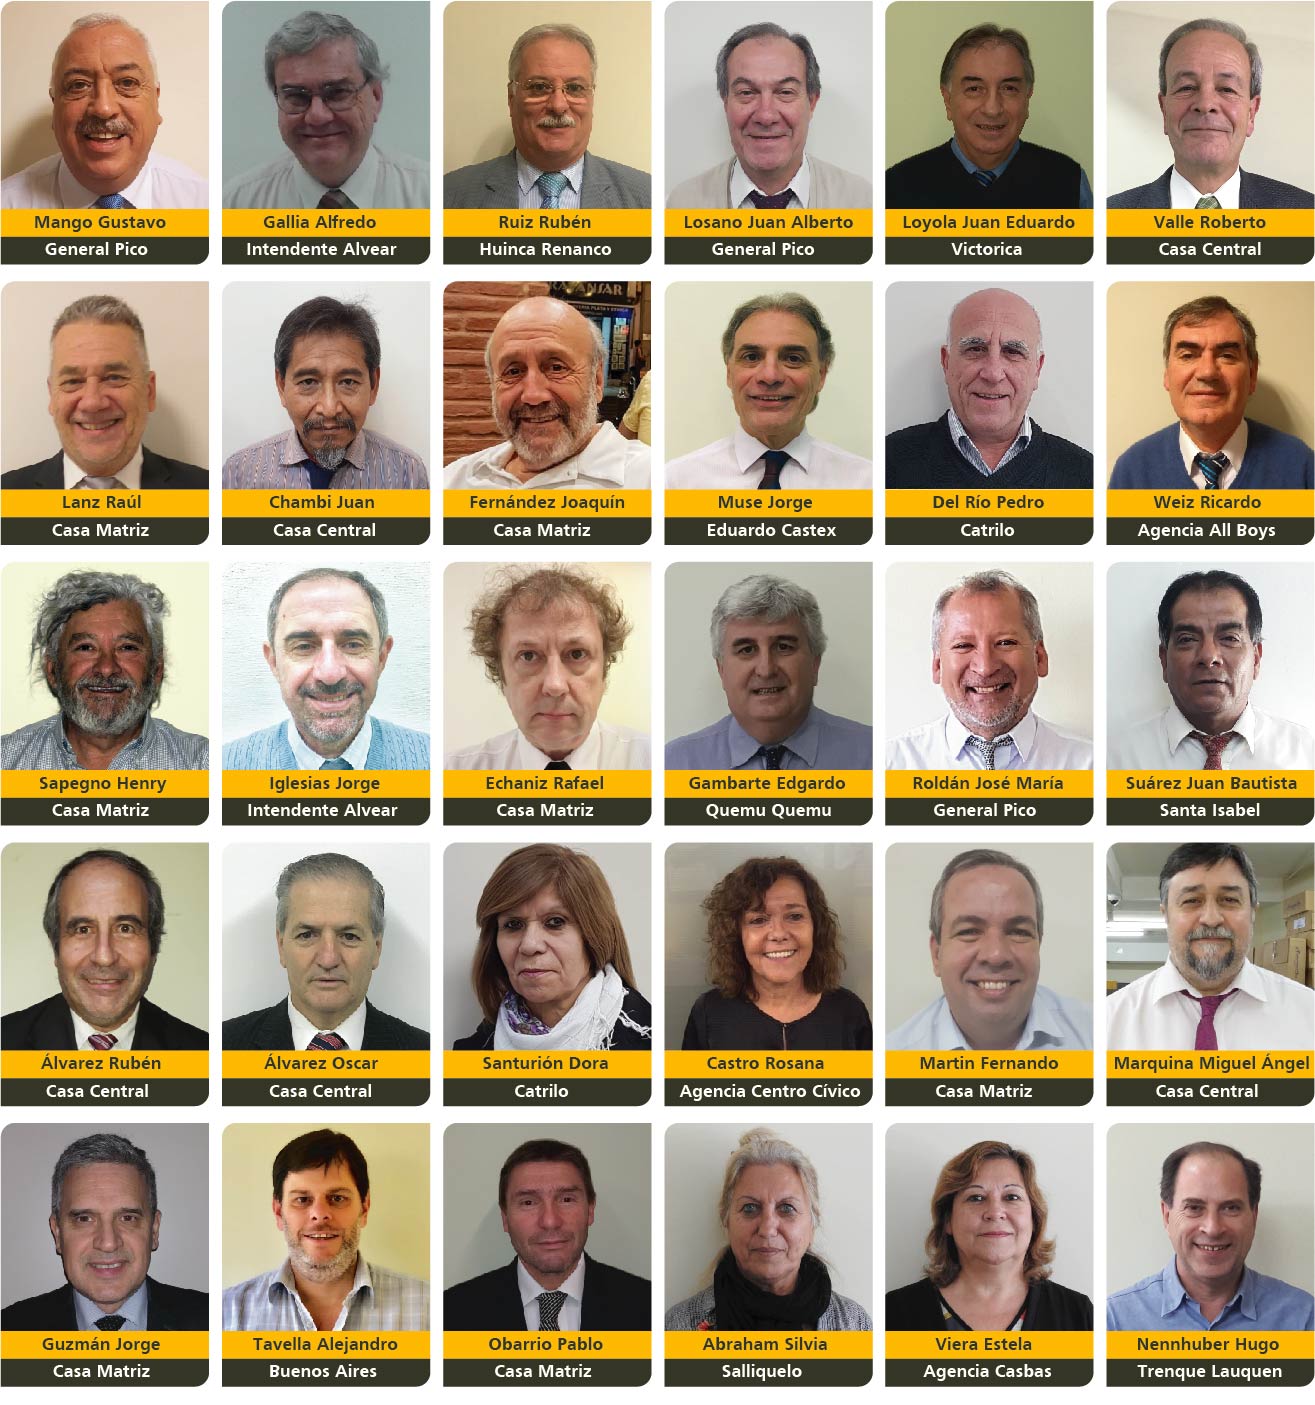 Mango Gustavo
General Pico
Gallia Alfredo
Intendente Alvear
Ruiz Rubén
Huinca Renanco
Losano Juan Alberto
General Pico
Loyola Juan Eduardo
Victorica
Valle Roberto
Casa Central
Lanz Raúl
Casa Matriz
Chambi Juan
Casa Central
Fernández Joaquín
Casa Matriz
Muse Jorge
Eduardo Castex
Del Río Pedro
Catrilo
Weiz Ricardo
Agencia All Boys
Sapegno Henry
Casa Matriz
Iglesias Jorge
Intendente Alvear
Echaniz Rafael
Casa Matriz
Gambarte Edgardo
Quemu Quemu
Roldán José María
General Pico
Suárez Juan Bautista
Santa Isabel
Álvarez Rubén
Casa Central
Álvarez Oscar
Casa Central
Santurión Dora
Catrilo
Castro Rosana
Agencia Centro Cívico
Martin Fernando
Casa Matriz
Marquina Miguel Ángel
Casa Central
Guzmán Jorge
Casa Matriz
Tavella Alejandro
Buenos Aires
Obarrio Pablo
Casa Matriz
Abraham Silvia
Salliquelo
Viera Estela
Agencia Casbas
Nennhuber Hugo
Trenque Lauquen